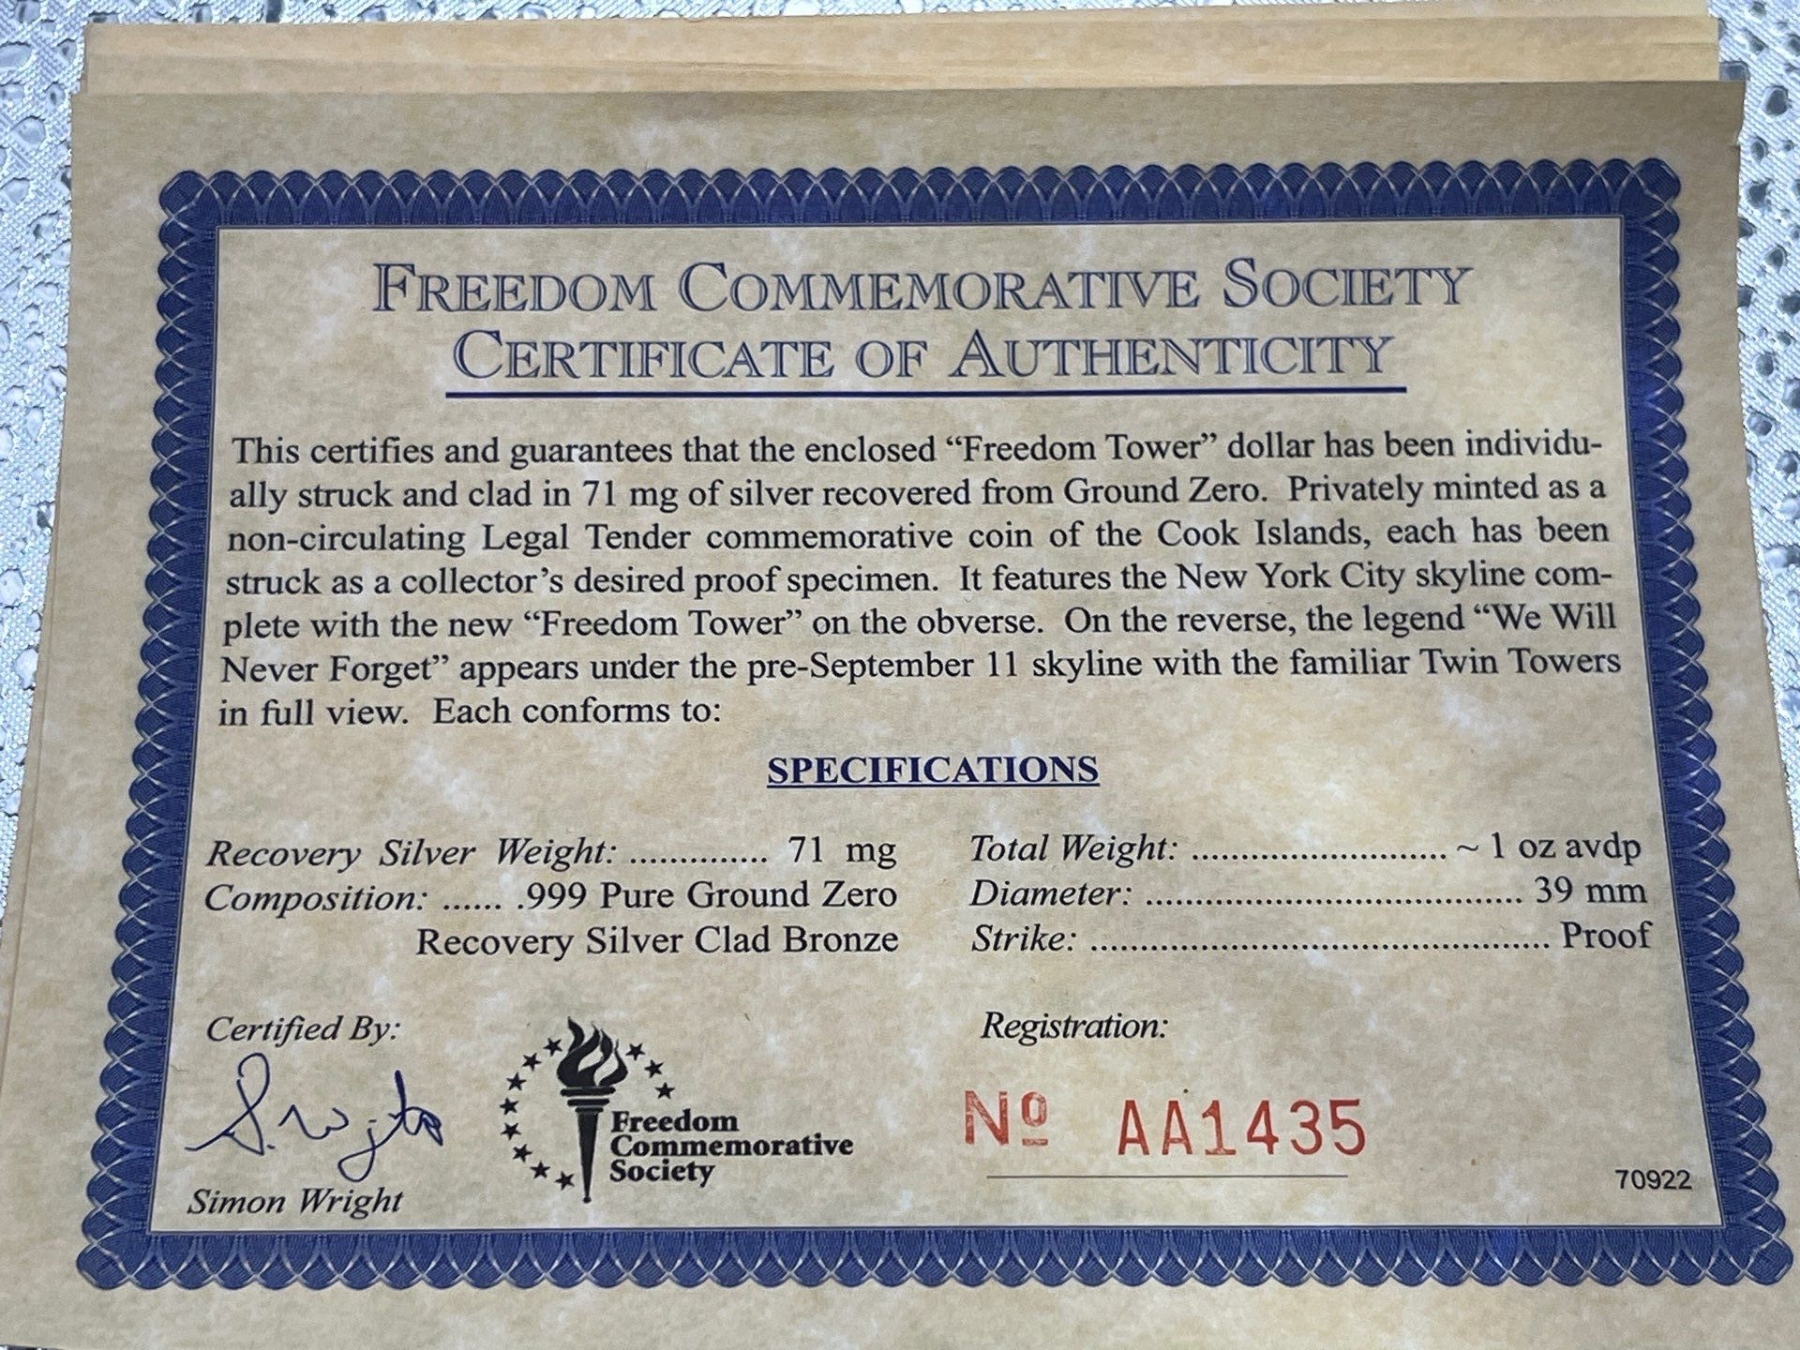 FREEDOM COMMEMORATIVE SOCIETY
CERTIFICATE OF AUTHENTICITY
This certifies and guarantees that the enclosed “Freedom Tower” dollar has been individu-
ally struck and clad in 71 mg of silver recovered from Ground Zero. Privately minted as a
non-circulating Legal Tender commemorative coin of the Cook Islands, each has been
struck as a collector’s desired proof specimen. It features the New York City skyline com-
plete with the new “Freedom Tower” on the obverse. On the reverse, the legend “We Will
Never Forget” appears under the pre-September 11 skyline with the familiar Twin Towers
in full view. Each conforms to:
SPECIFICATIONS
Recovery Silver Weight: .............. 71 mg
Composition: ...... .999 Pure Ground Zero
Recovery Silver Clad Bronze
Total Weight: .......................... ~ 1 oz avdp
Diameter: ...................................... 39 mm
Strike: .............................................. Proof
Certified By:
S. Wright
Simon Wright
Freedom
Commemorative
Society
Registration:
Nº AA1435
70922